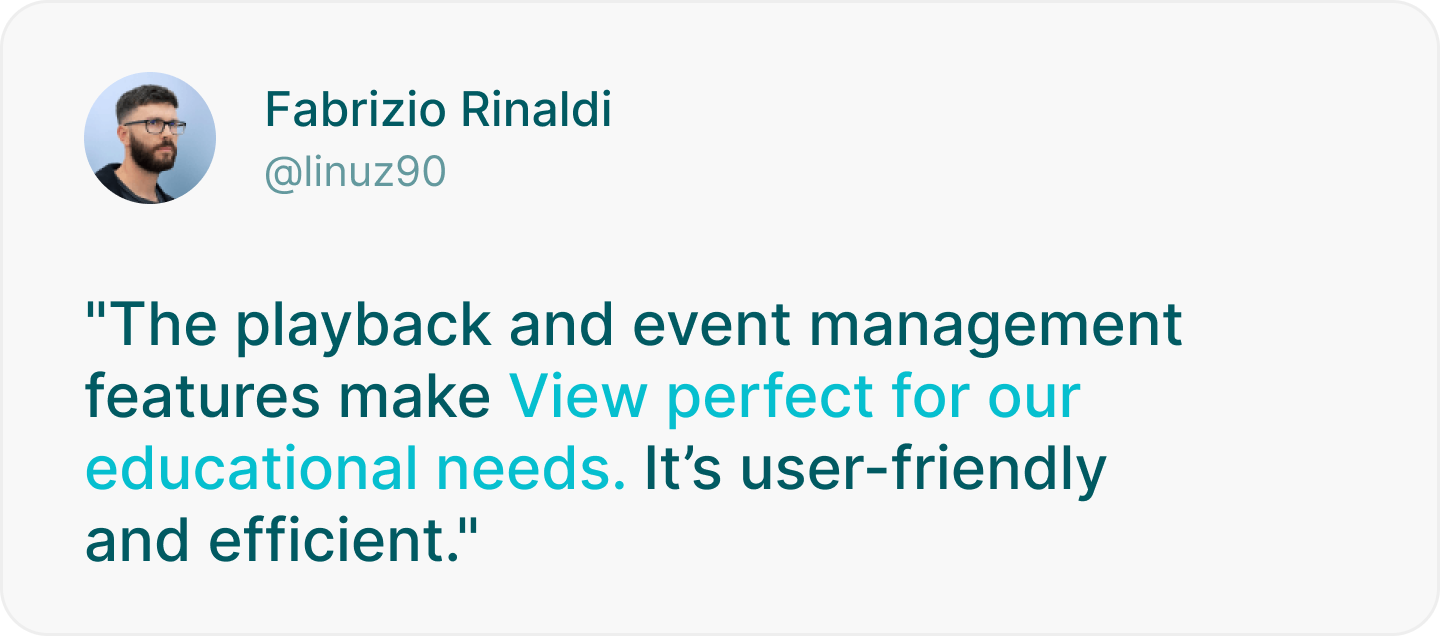 Fabrizio Rinaldi
@linuz90
"The playback and event management
features make View perfect for our
educational needs. It’s user-friendly
and efficient."